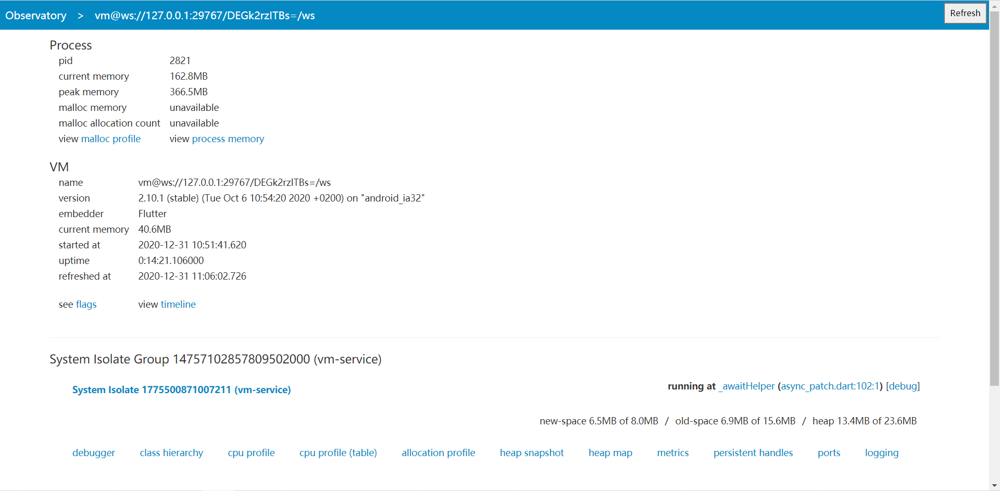 Observatory > vm@ws://127.0.0.1:29767/DEGk2rzITBs=/ws Refresh
Process
pid 2821
current memory 162.8MB
peak memory 366.5MB
malloc memory unavailable
malloc allocation count unavailable
view malloc profile view process memory
VM
name vm@ws://127.0.0.1:29767/DEGk2rzITBs=/ws
version 2.10.1 (stable) (Tue Oct 6 10:54:20 2020 +0200) on "android_ia32"
embedder Flutter
current memory 40.6MB
started at 2020-12-31 10:51:41.620
uptime 0:14:21.106000
refreshed at 2020-12-31 11:06:02.726
see flags view timeline
System Isolate Group 14757102857809502000 (vm-service)
System Isolate 1775500871007211 (vm-service) running at _awaitHelper (async_patch.dart:102:1) [debug]
new-space 6.5MB of 8.0MB / old-space 6.9MB of 15.6MB / heap 13.4MB of 23.6MB
debugger class hierarchy cpu profile cpu profile (table) allocation profile heap snapshot heap map metrics persistent handles ports logging